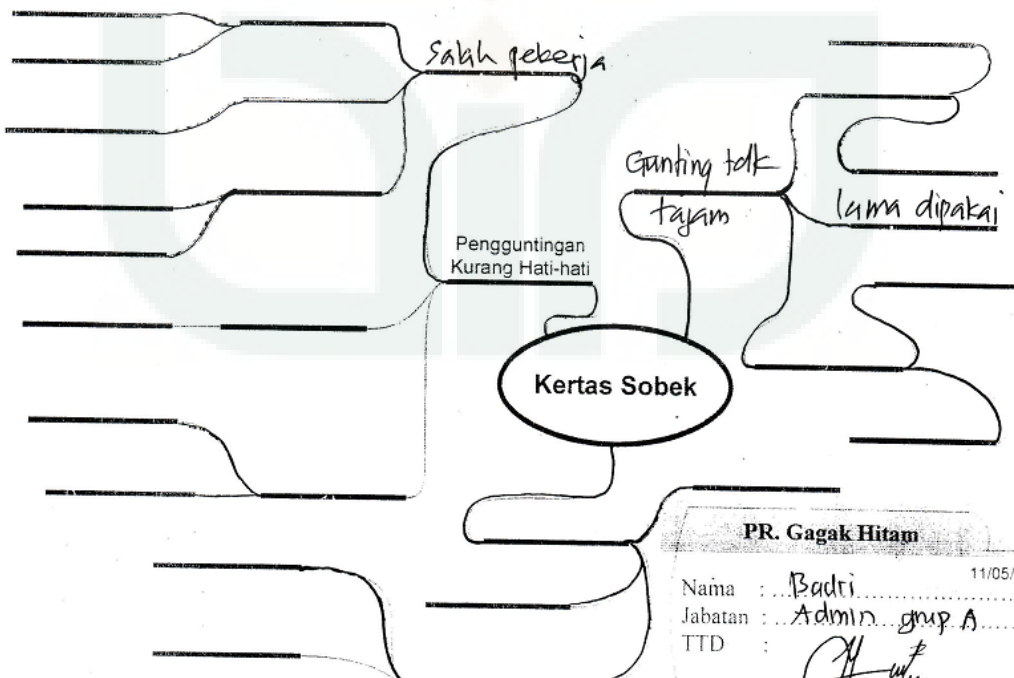 Salah pekerja
Gunting tdk
tajam
lama dipakai
Pengguntingan
Kurang Hati-hati
Kertas Sobek
PR. Gagak Hitam
11/05/
Nama : Badri
Jabatan : Admin grup A
TTD :